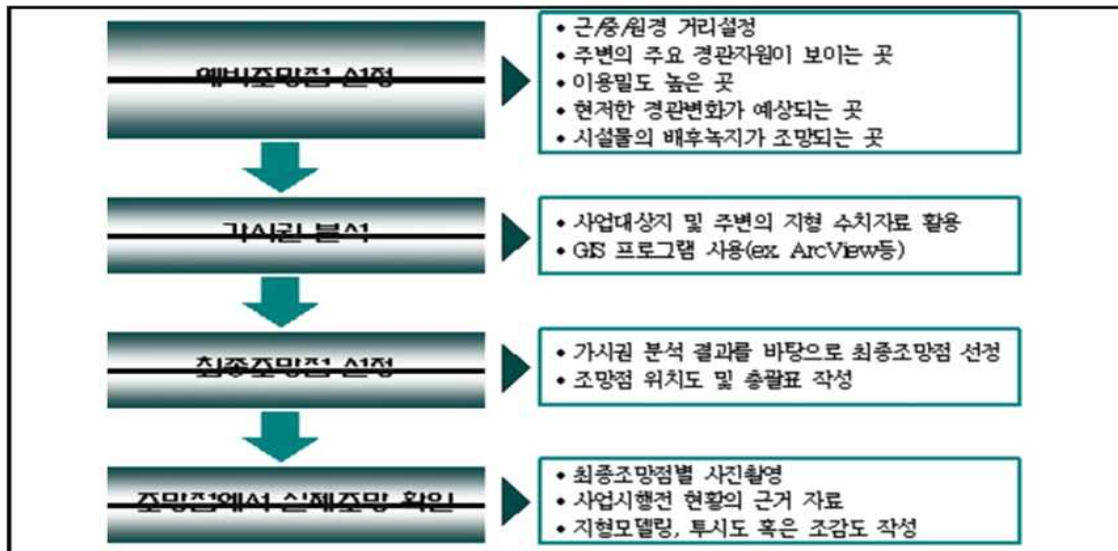 예비조망점 선정
• 근/중/원경 거리설정
• 주변의 주요 경관자원이 보이는 곳
• 이용밀도 높은 곳
• 현저한 경관변화가 예상되는 곳
• 시설물의 배후녹지가 조망되는 곳
가시권 분석
• 사업대상지 및 주변의 지형 수치자료 활용
• GIS 프로그램 사용(ex. ArcView등)
최종조망점 선정
• 가시권 분석 결과를 바탕으로 최종조망점 선정
• 조망점 위치도 및 총괄표 작성
조망점에서 실제조망 확인
• 최종조망점별 사진촬영
• 사업시행전 현황의 근거 자료
• 지형모델링, 투시도 혹은 조감도 작성